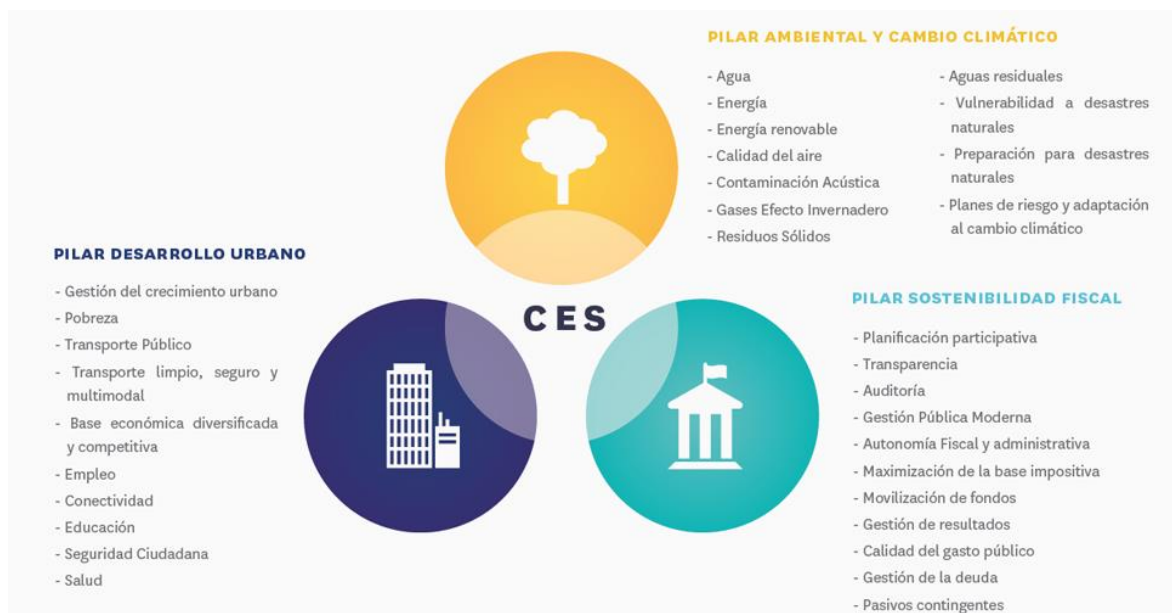 PILAR AMBIENTAL Y CAMBIO CLIMÁTICO
- Agua
- Energía
- Energía renovable
- Calidad del aire
- Contaminación Acústica
- Gases Efecto Invernadero
- Residuos Sólidos
- Aguas residuales
- Vulnerabilidad a desastres
naturales
- Preparación para desastres
naturales
- Planes de riesgo y adaptación
al cambio climático
PILAR DESARROLLO URBANO
- Gestión del crecimiento urbano
- Pobreza
- Transporte Público
- Transporte limpio, seguro y
multimodal
- Base económica diversificada
y competitiva
- Empleo
- Conectividad
- Educación
- Seguridad Ciudadana
- Salud
CES
PILAR SOSTENIBILIDAD FISCAL
- Planificación participativa
- Transparencia
- Auditoría
- Gestión Pública Moderna
- Autonomía Fiscal y administrativa
- Maximización de la base impositiva
- Movilización de fondos
- Gestión de resultados
- Calidad del gasto público
- Gestión de la deuda
- Pasivos contingentes